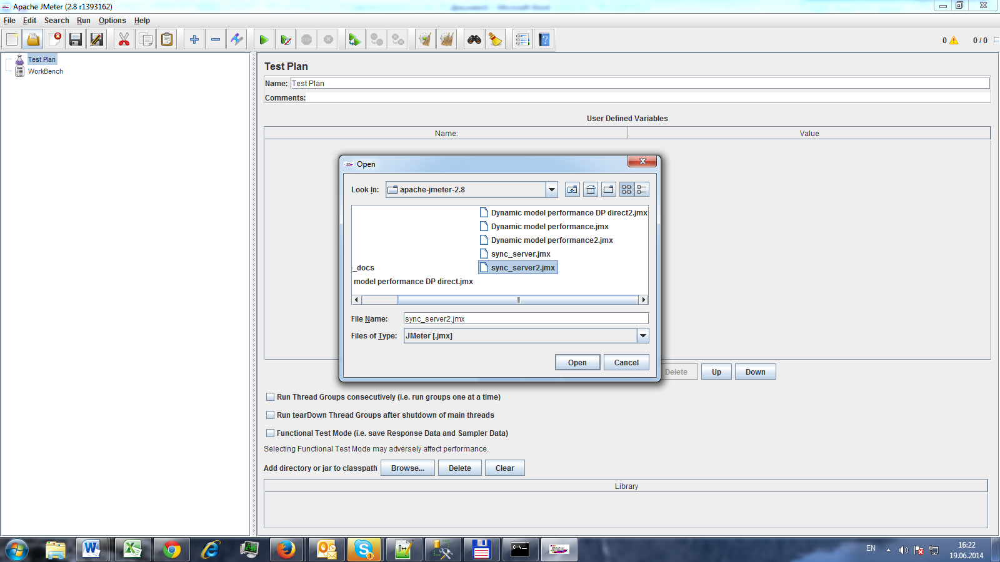 Apache JMeter (2.8 r1393162)
File Edit Search Run Options Help
0 0 / 0
Test Plan
WorkBench
Test Plan
Name: Test Plan
Comments:
User Defined Variables
Name: Value
Open
Look In: apache-jmeter-2.8
Dynamic model performance DP direct2.jmx
Dynamic model performance.jmx
Dynamic model performance2.jmx
sync_server.jmx
_docs sync_server2.jmx
model performance DP direct.jmx
File Name: sync_server2.jmx
Files of Type: JMeter [.jmx]
Open Cancel
Delete Up Down
Run Thread Groups consecutively (i.e. run groups one at a time)
Run tearDown Thread Groups after shutdown of main threads
Functional Test Mode (i.e. save Response Data and Sampler Data)
Selecting Functional Test Mode may adversely affect performance.
Add directory or jar to classpath Browse... Delete Clear
Library
EN 16:22
19.06.2014